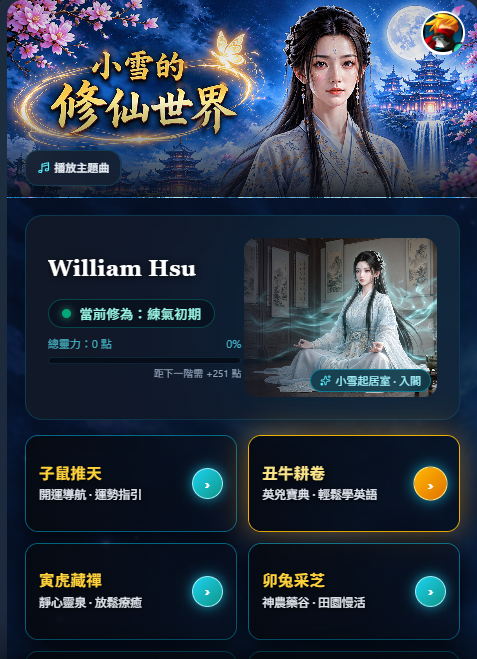 小雪的
修仙世界
播放主題曲
William Hsu
當前修為：練氣初期
總靈力：0 點
0%
距下一階需 +251 點
小雪起居室 · 入閣
子鼠推天
開運導航 · 運勢指引
丑牛耕卷
英兌寶典 · 輕鬆學英語
寅虎藏禪
靜心靈泉 · 放鬆療癒
卯兔采芝
神農藥谷 · 田園慢活